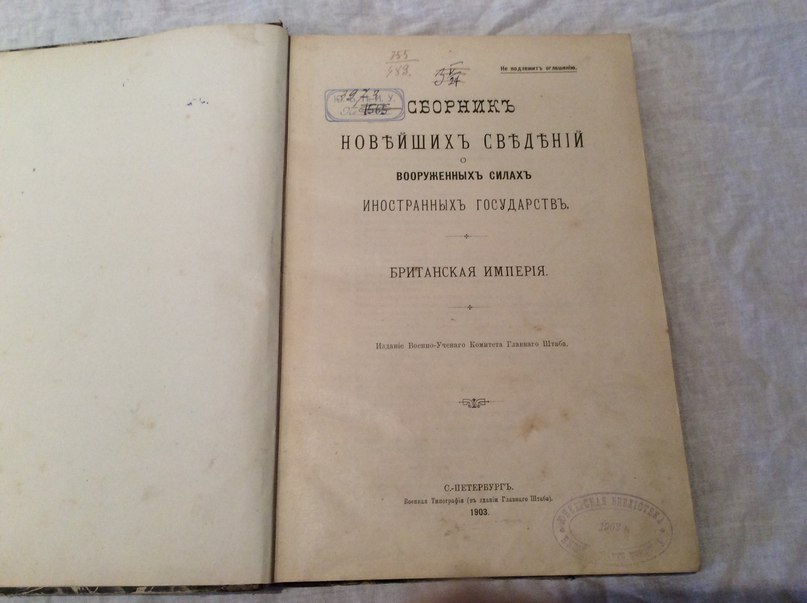 Не подлежитъ оглашенію.
СБОРНИКЪ
НОВѢЙШИХЪ СВѢДѢНІЙ
О
ВООРУЖЕННЫХЪ СИЛАХЪ
ИНОСТРАННЫХЪ ГОСУДАРСТВЪ.
БРИТАНСКАЯ ИМПЕРІЯ.
Изданіе Военно-Ученаго Комитета Главнаго Штаба.
С.-ПЕТЕРБУРГЪ.
Военная Типографія (въ зданіи Главнаго Штаба).
1903.